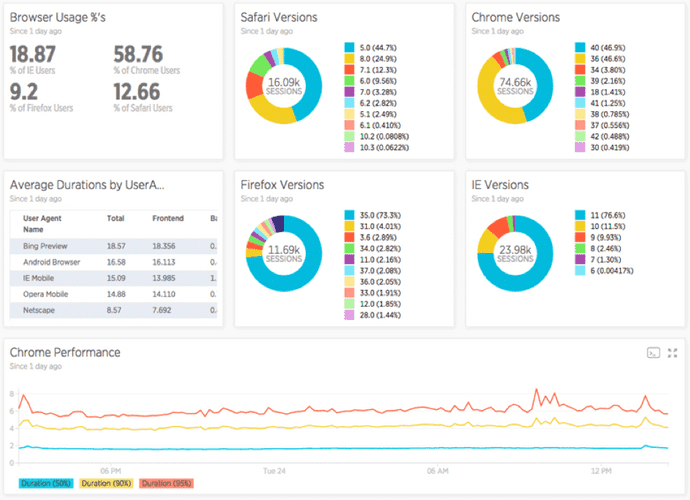 Browser Usage %'s
Since 1 day ago
18.87
% of IE Users
58.76
% of Chrome Users
9.2
% of Firefox Users
12.66
% of Safari Users
Safari Versions
Since 1 day ago
16.09k
SESSIONS
5.0 (44.7%)
8.0 (24.9%)
7.1 (12.3%)
6.0 (9.56%)
7.0 (3.28%)
6.2 (2.82%)
5.1 (2.49%)
6.1 (0.410%)
10.2 (0.0808%)
10.3 (0.0622%)
Chrome Versions
Since 1 day ago
74.66k
SESSIONS
40 (46.9%)
36 (46.6%)
34 (3.80%)
39 (2.16%)
18 (1.41%)
41 (1.25%)
38 (0.785%)
37 (0.556%)
42 (0.488%)
30 (0.419%)
Average Durations by UserA...
Since 1 day ago
User Agent Total Frontend Ba
Name
Bing Preview 18.57 18.356 0.
Android Browser 16.58 16.113 0.
IE Mobile 15.09 13.985 1.
Opera Mobile 14.88 14.110 0.
Netscape 8.57 7.692 0.
Firefox Versions
Since 1 day ago
11.69k
SESSIONS
35.0 (73.3%)
31.0 (4.01%)
3.6 (2.89%)
34.0 (2.82%)
11.0 (2.16%)
37.0 (2.08%)
36.0 (2.05%)
33.0 (1.91%)
12.0 (1.85%)
28.0 (1.44%)
IE Versions
Since 1 day ago
23.98k
SESSIONS
11 (76.6%)
10 (11.5%)
9 (9.93%)
8 (2.46%)
7 (1.30%)
6 (0.00417%)
Chrome Performance
Since 1 day ago
8
6
4
2
0
06 PM
Tue 24
06 AM
12 PM
Duration (50%) Duration (90%) Duration (95%)